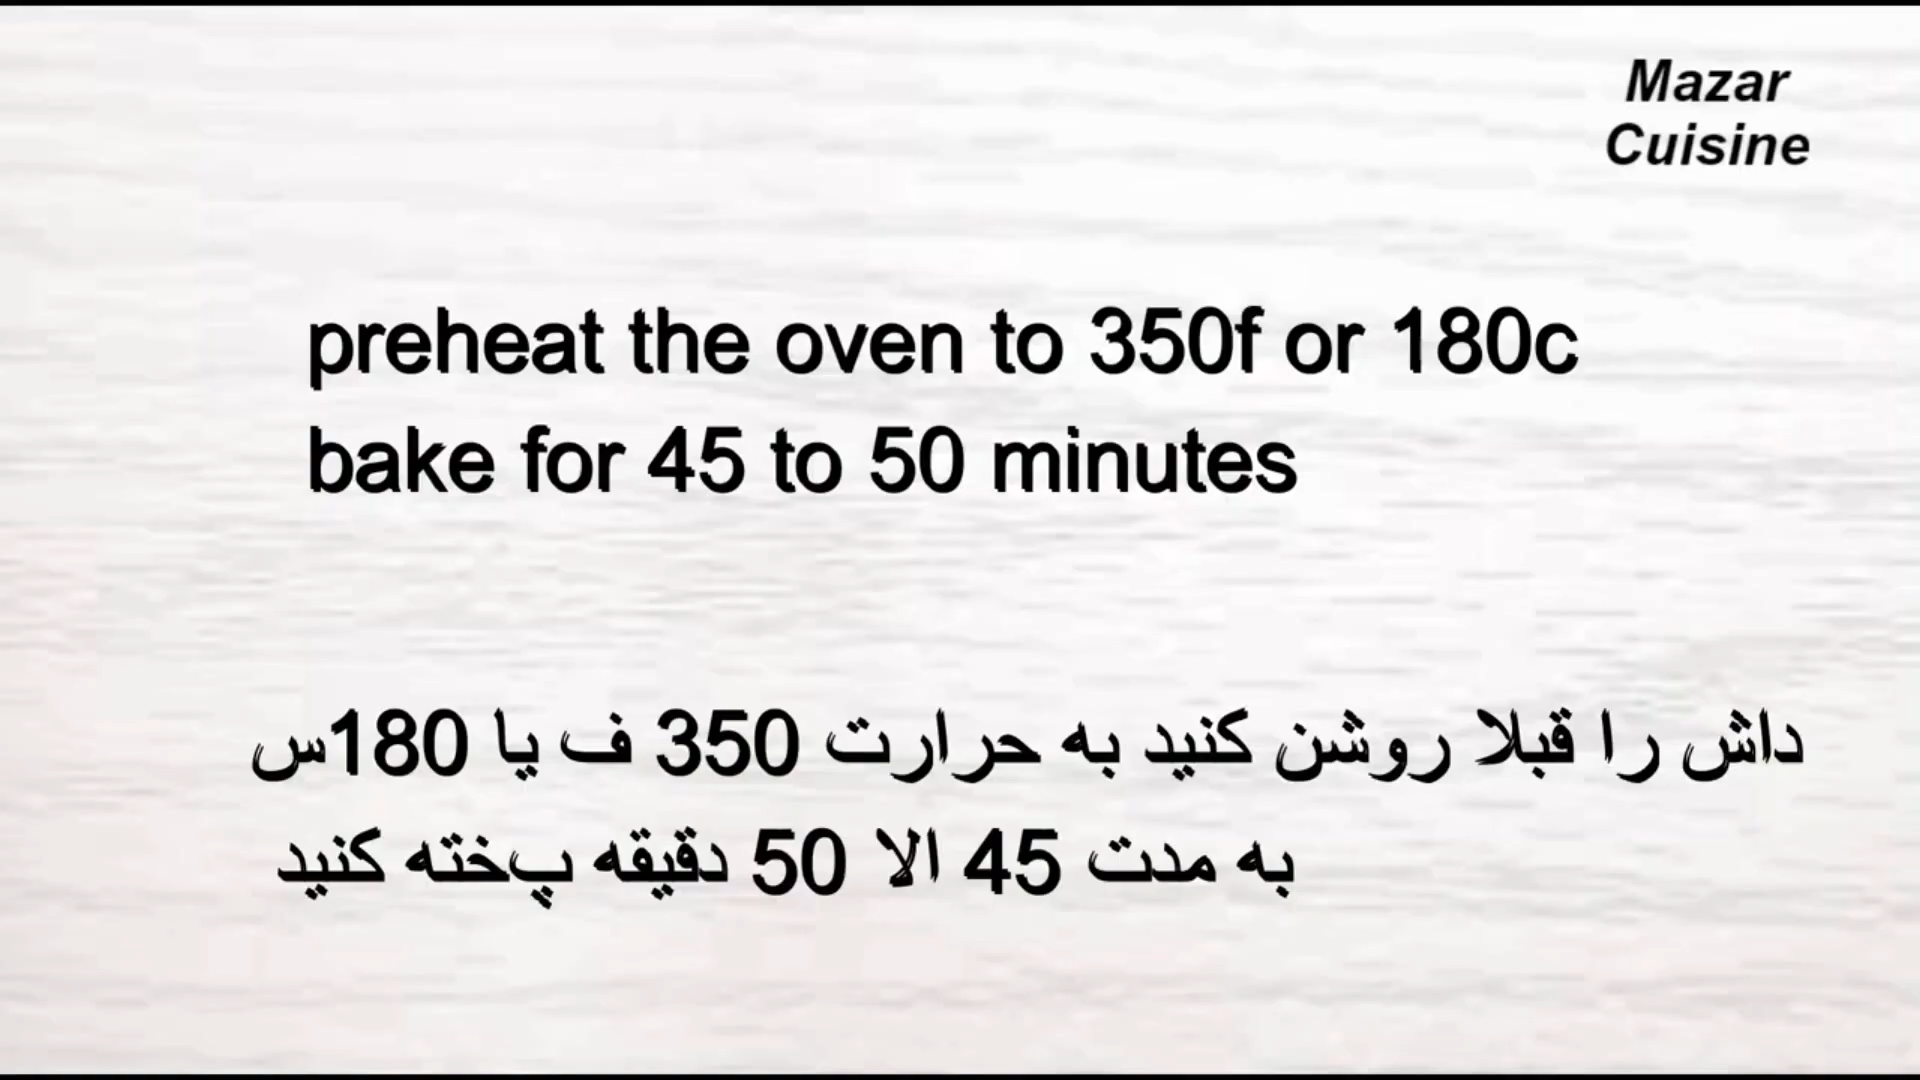 Mazar
Cuisine
preheat the oven to 350f or 180c
bake for 45 to 50 minutes
داش را قبلا روشن کنید به حرارت 350 ف یا 180س
به مدت 45 الا 50 دقیقه پخته کنید